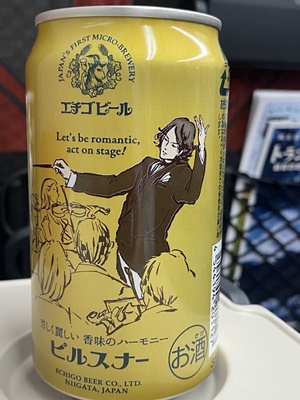 JAPAN'S FIRST MICRO-BREWERY
エチゴビール
Let's be romantic,
act on stage!
芳しく麗しい 香味のハーモニー
ピルスナー
お酒
ECHIGO BEER CO., LTD.
NIIGATA, JAPAN